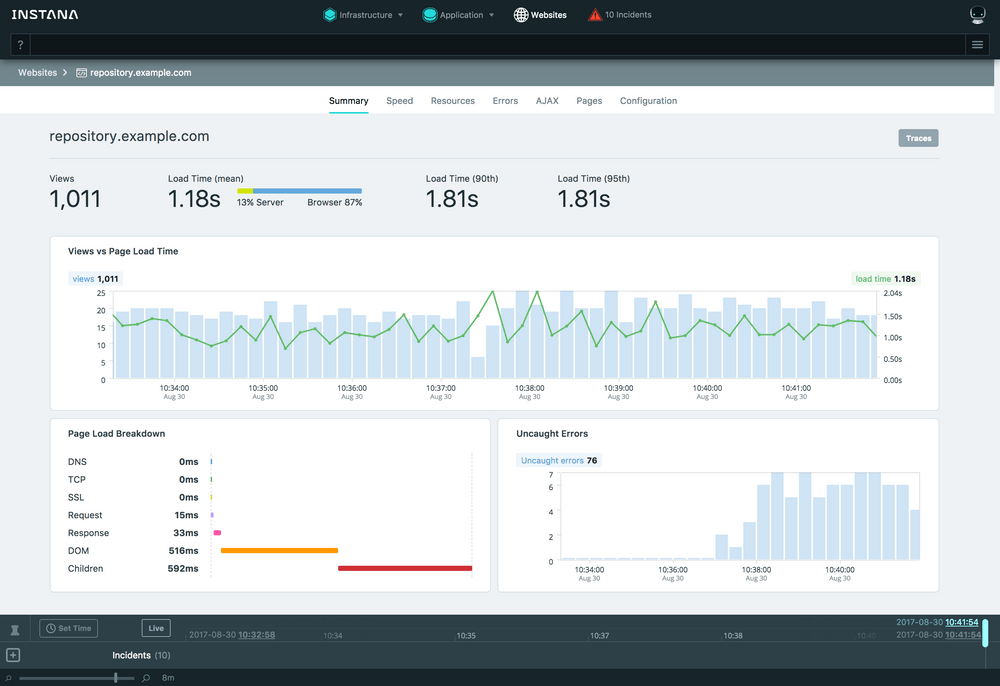 INSTANA
Infrastructure Application Websites 10 Incidents
?
Websites repository.example.com
Summary Speed Resources Errors AJAX Pages Configuration
repository.example.com
Traces
Views Load Time (mean) Load Time (90th) Load Time (95th)
1,011 1.18s 1.81s 1.81s
13% Server Browser 87%
Views vs Page Load Time
views 1,011 load time 1.18s
25 2.04s
20 1.50s
15 1.00s
10 0.50s
5 0.00s
0
10:34:00 10:35:00 10:36:00 10:37:00 10:38:00 10:39:00 10:40:00 10:41:00
Aug 30 Aug 30 Aug 30 Aug 30 Aug 30 Aug 30 Aug 30 Aug 30
Page Load Breakdown
DNS 0ms
TCP 0ms
SSL 0ms
Request 15ms
Response 33ms
DOM 516ms
Children 592ms
Uncaught Errors
Uncaught errors 76
7
6
4
2
0
10:34:00 10:36:00 10:38:00 10:40:00
Aug 30 Aug 30 Aug 30 Aug 30
Set Time Live
2017-08-30 10:32:58 10:34 10:35 10:37 10:38 10:40
2017-08-30 10:41:54
2017-08-30 10:41:54
Incidents (10)
8m